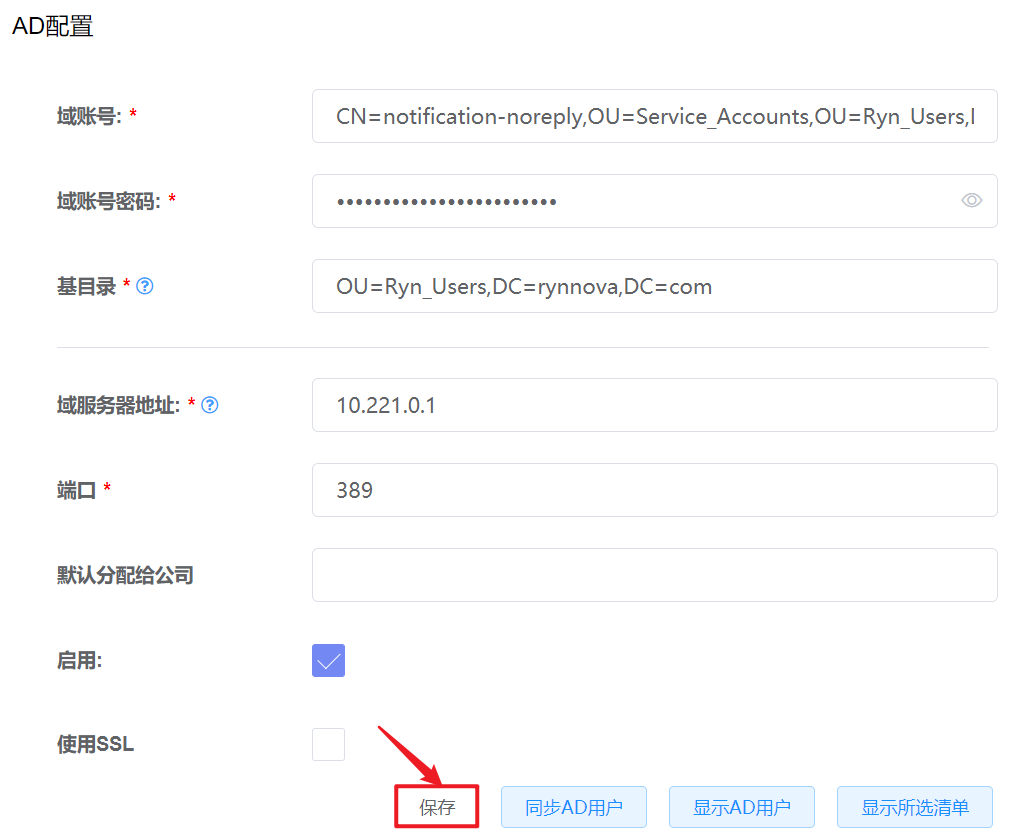 AD配置
域账号: *
CN=notification-noreply,OU=Service_Accounts,OU=Ryn_Users,
域账号密码: *
••••••••••••••••••••••••
基目录 * ?
OU=Ryn_Users,DC=rynnova,DC=com
域服务器地址: * ?
10.221.0.1
端口 *
389
默认分配给公司
启用:
使用SSL
保存 同步AD用户 显示AD用户 显示所选清单